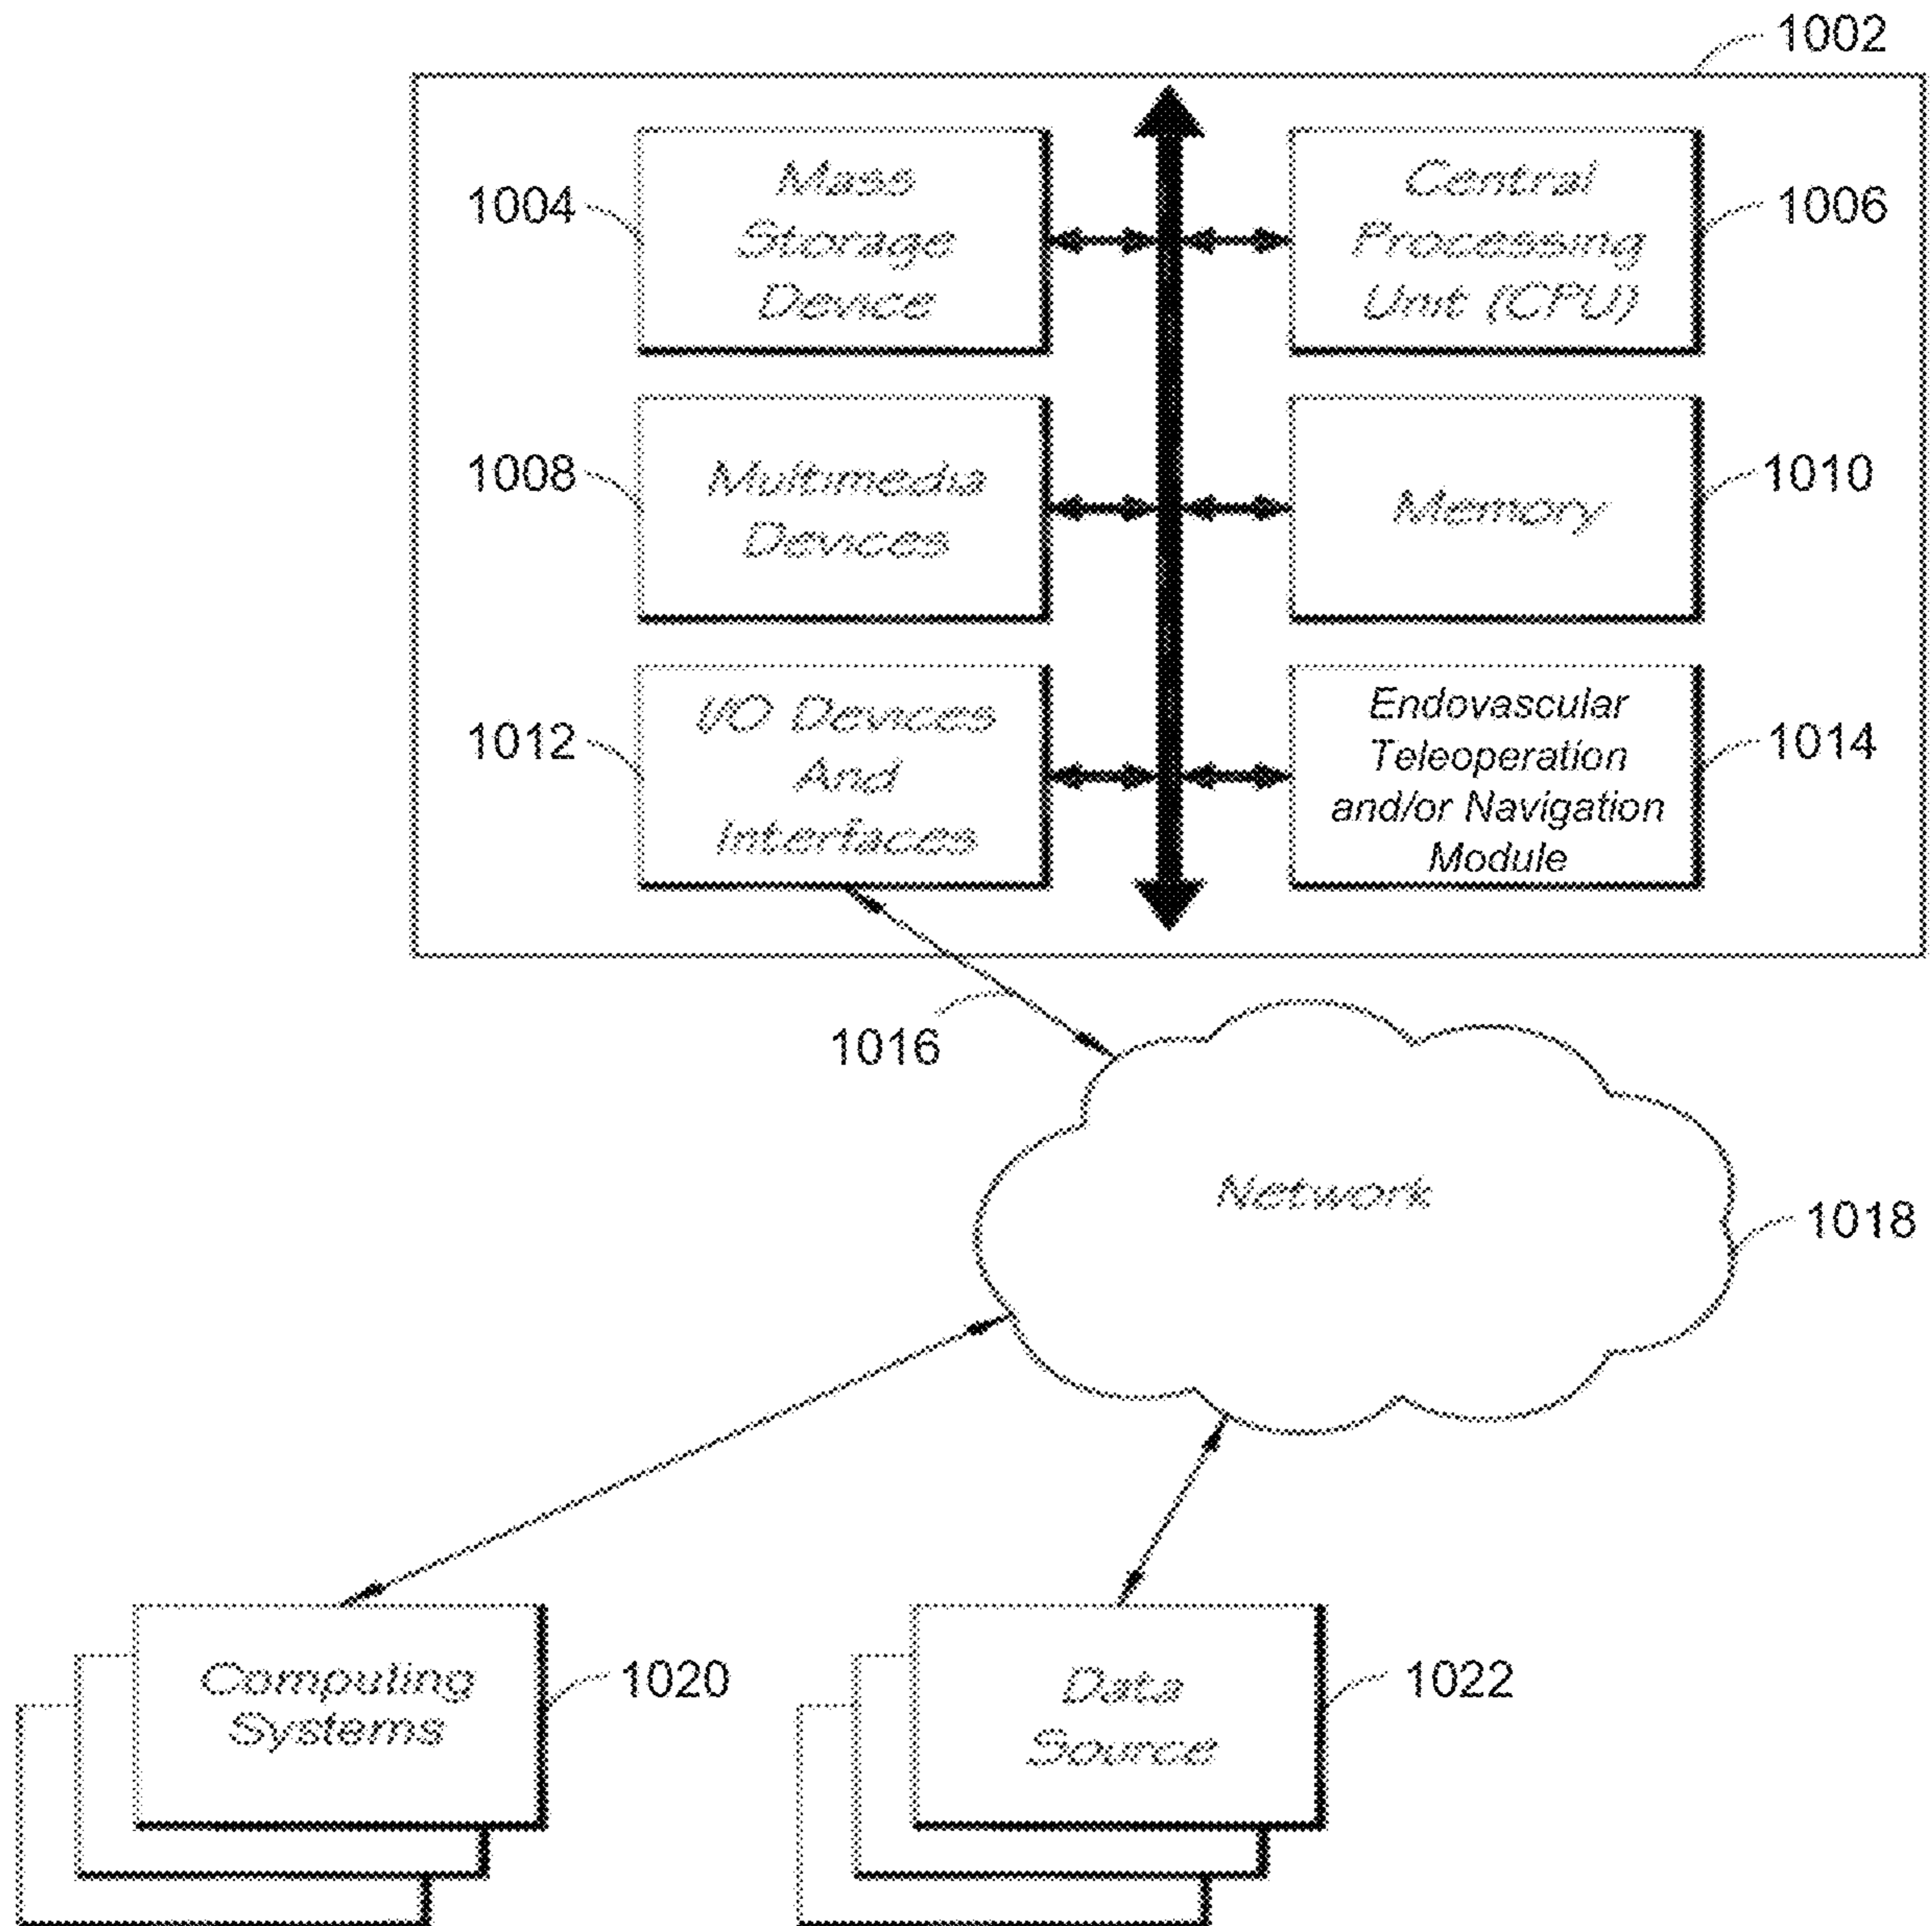 1002
1004
Mass
Storage
Device
Central
Processing
Unit (CPU)
1006
1008
Multimedia
Devices
Memory
1010
1012
I/O Devices
And
Interfaces
Endovascular
Teleoperation
and/or Navigation
Module
1014
1016
Network
1018
Computing
Systems
1020
Data
Source
1022